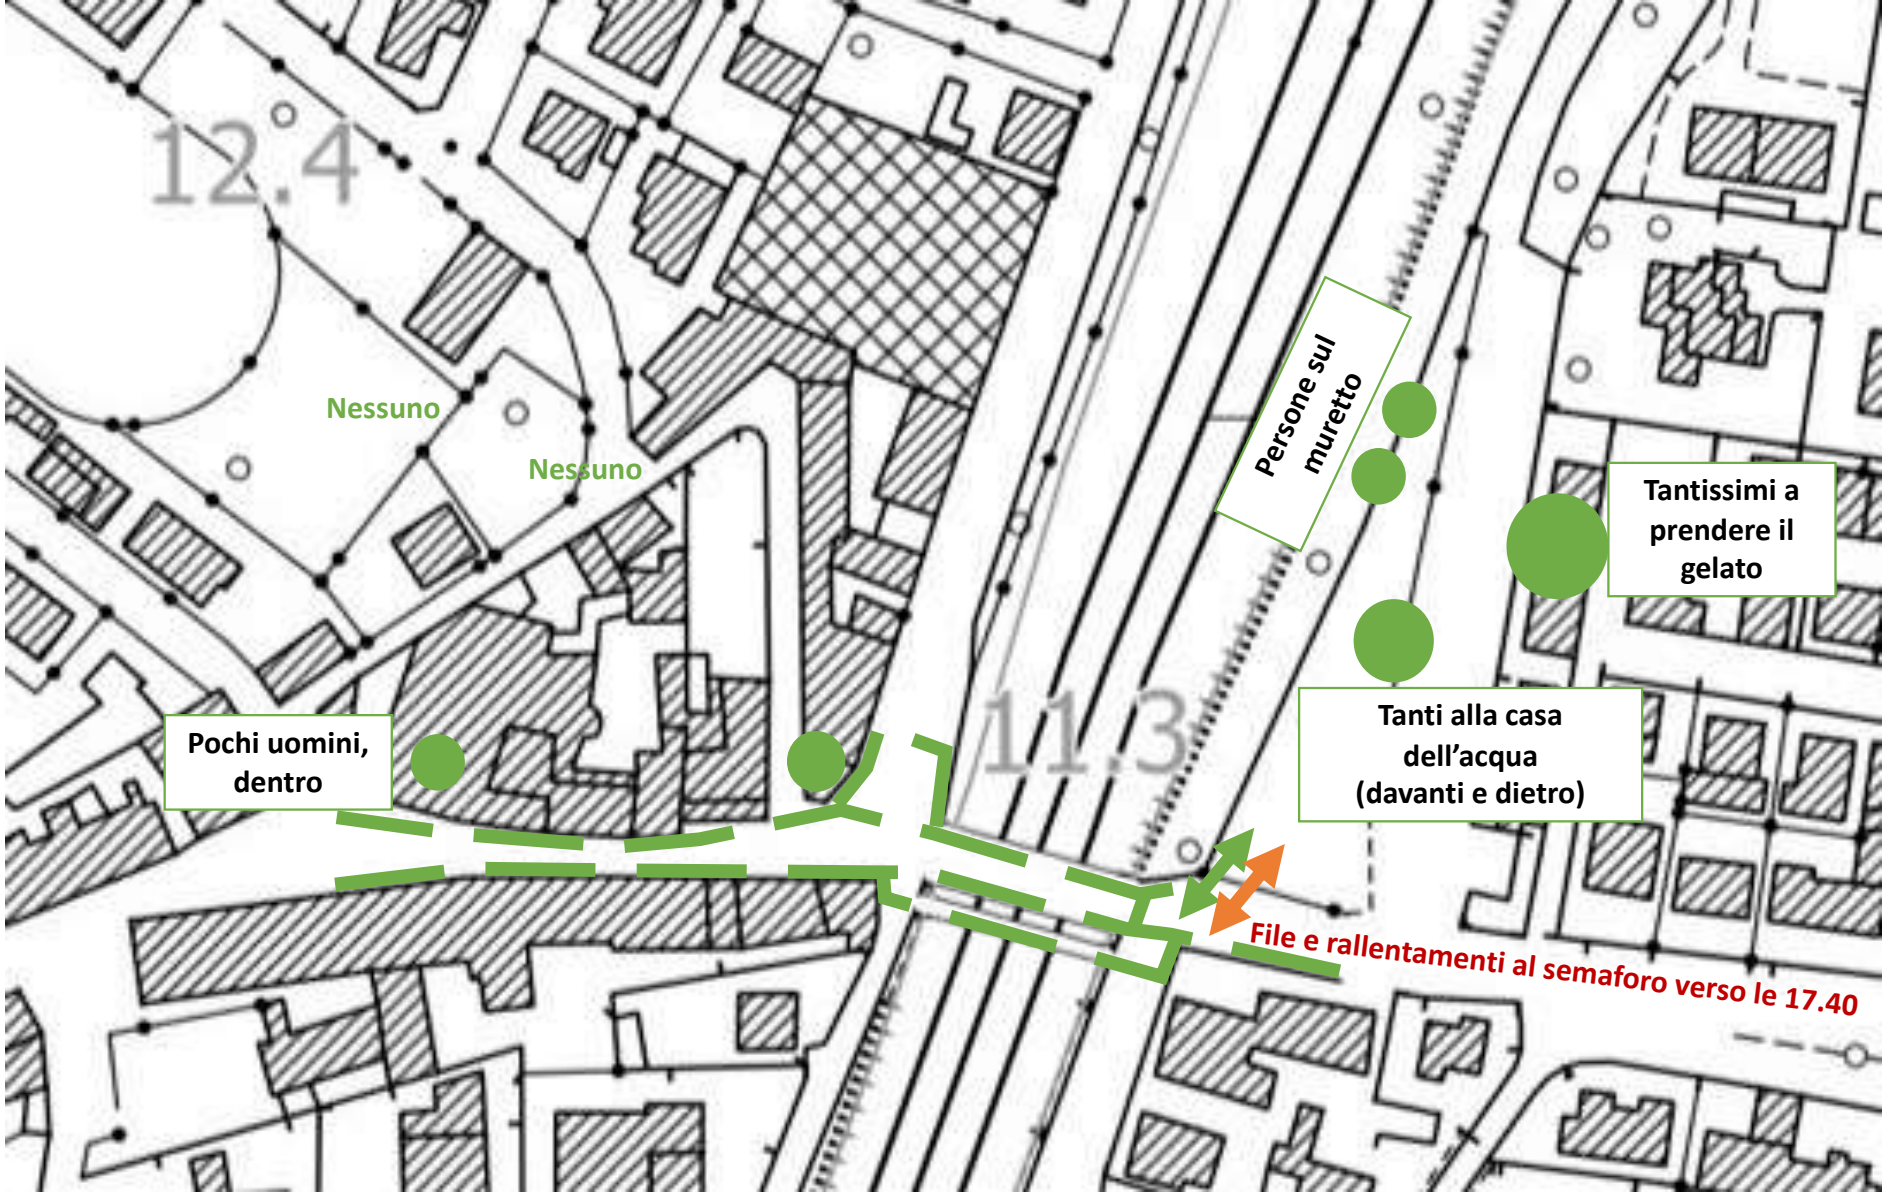 12.4
Nessuno
Nessuno
Persone sul
muretto
Tantissimi a
prendere il
gelato
11.3
Tanti alla casa
dell’acqua
(davanti e dietro)
Pochi uomini,
dentro
File e rallentamenti al semaforo verso le 17.40